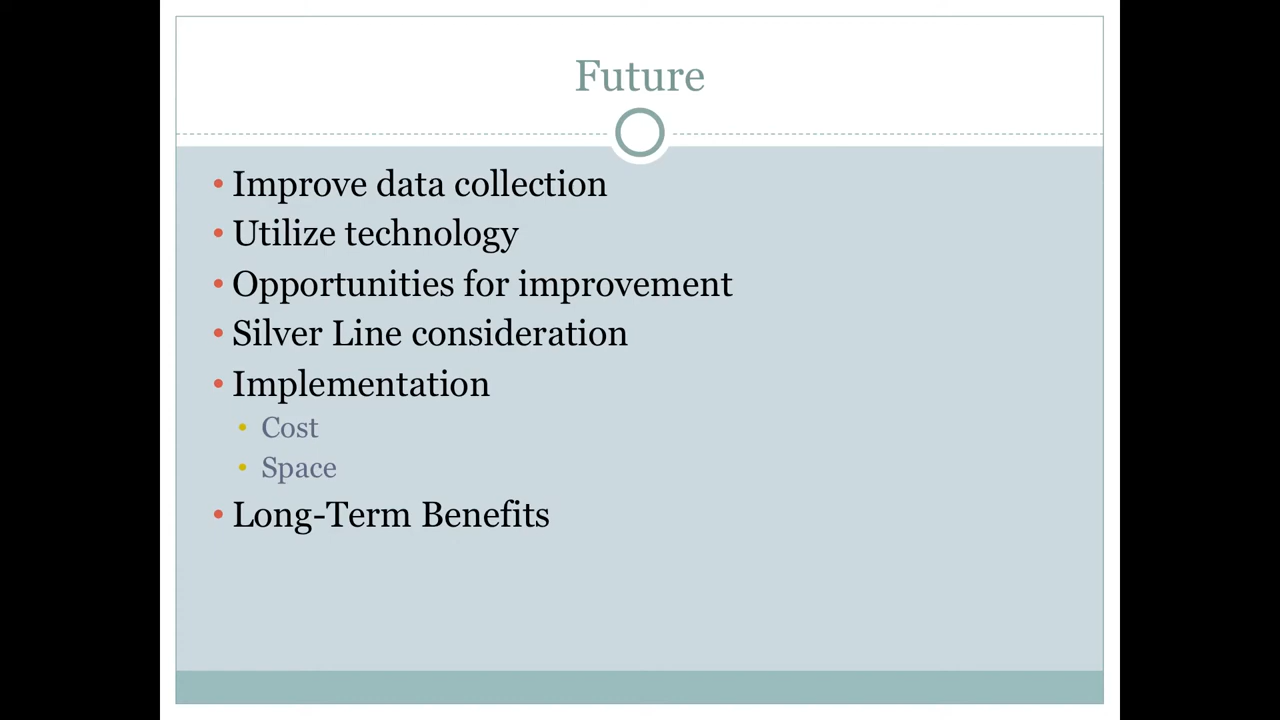 Future
• Improve data collection
• Utilize technology
• Opportunities for improvement
• Silver Line consideration
• Implementation
• Cost
• Space
• Long-Term Benefits